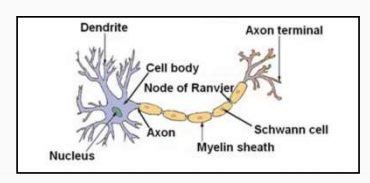 Dendrite
Axon terminal
Cell body
Node of Ranvier
Axon
Schwann cell
Myelin sheath
Nucleus